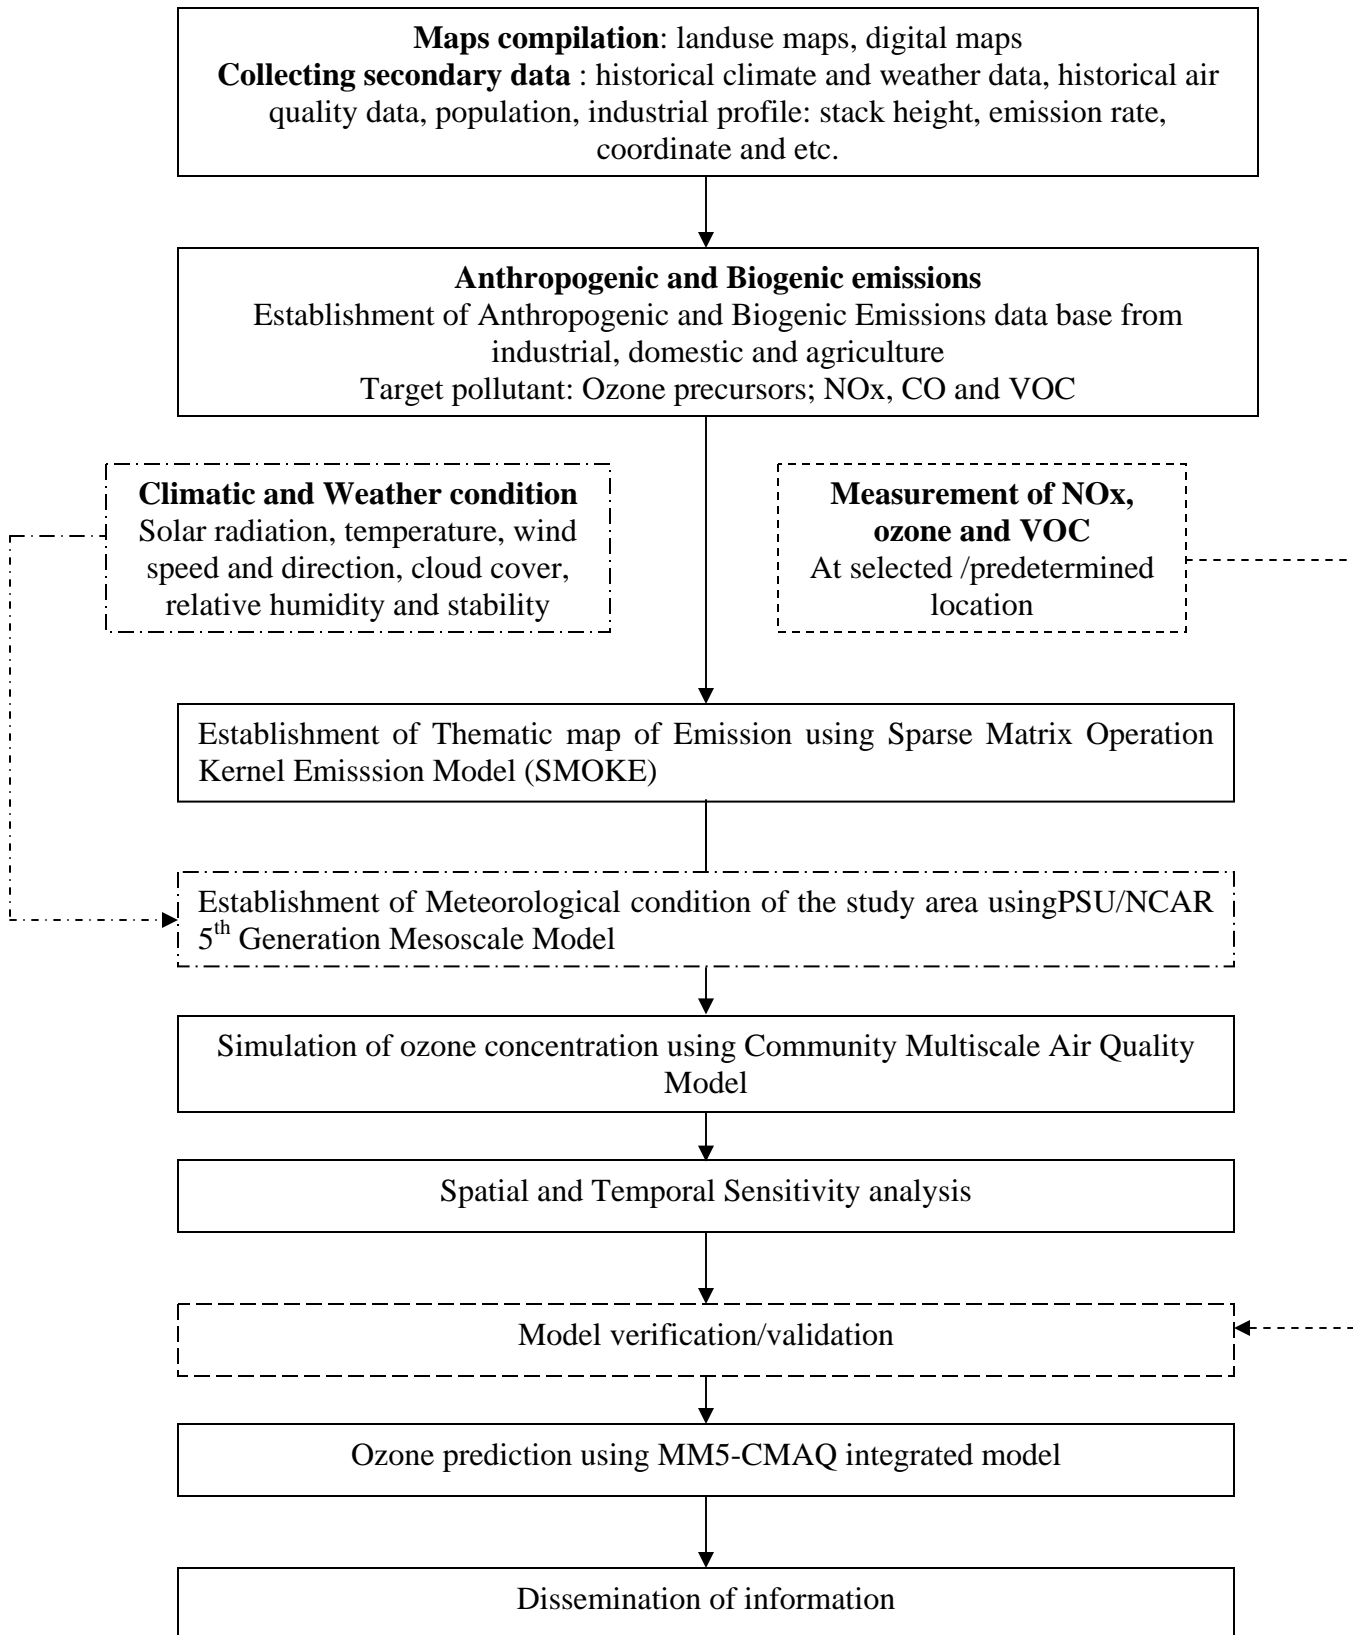 Maps compilation: landuse maps, digital maps
Collecting secondary data : historical climate and weather data, historical air
quality data, population, industrial profile: stack height, emission rate,
coordinate and etc.
Anthropogenic and Biogenic emissions
Establishment of Anthropogenic and Biogenic Emissions data base from
industrial, domestic and agriculture
Target pollutant: Ozone precursors; NOx, CO and VOC
Climatic and Weather condition
Solar radiation, temperature, wind
speed and direction, cloud cover,
relative humidity and stability
Measurement of NOx,
ozone and VOC
At selected /predetermined
location
Establishment of Thematic map of Emission using Sparse Matrix Operation
Kernel Emisssion Model (SMOKE)
Establishment of Meteorological condition of the study area usingPSU/NCAR
5th Generation Mesoscale Model
Simulation of ozone concentration using Community Multiscale Air Quality
Model
Spatial and Temporal Sensitivity analysis
Model verification/validation
Ozone prediction using MM5-CMAQ integrated model
Dissemination of information